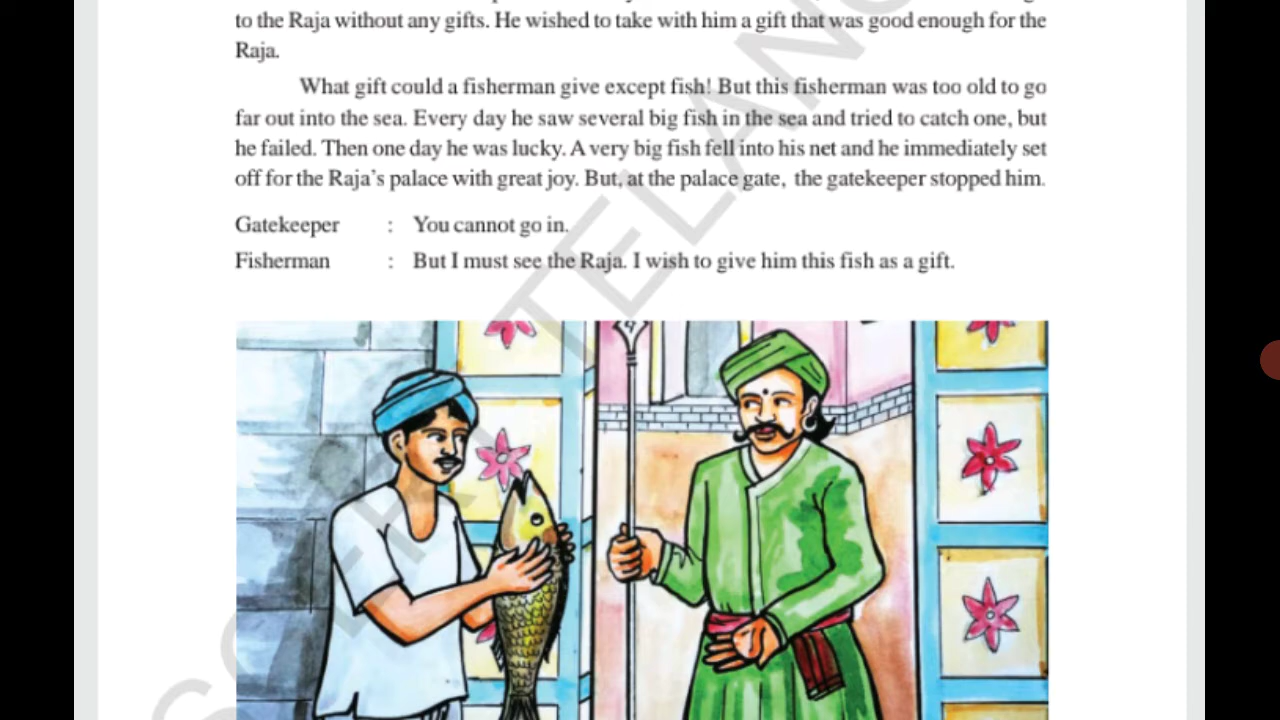 to the Raja without any gifts. He wished to take with him a gift that was good enough for the
Raja.
What gift could a fisherman give except fish! But this fisherman was too old to go
far out into the sea. Every day he saw several big fish in the sea and tried to catch one, but
he failed. Then one day he was lucky. A very big fish fell into his net and he immediately set
off for the Raja's palace with great joy. But, at the palace gate, the gatekeeper stopped him.
Gatekeeper : You cannot go in.
Fisherman : But I must see the Raja. I wish to give him this fish as a gift.